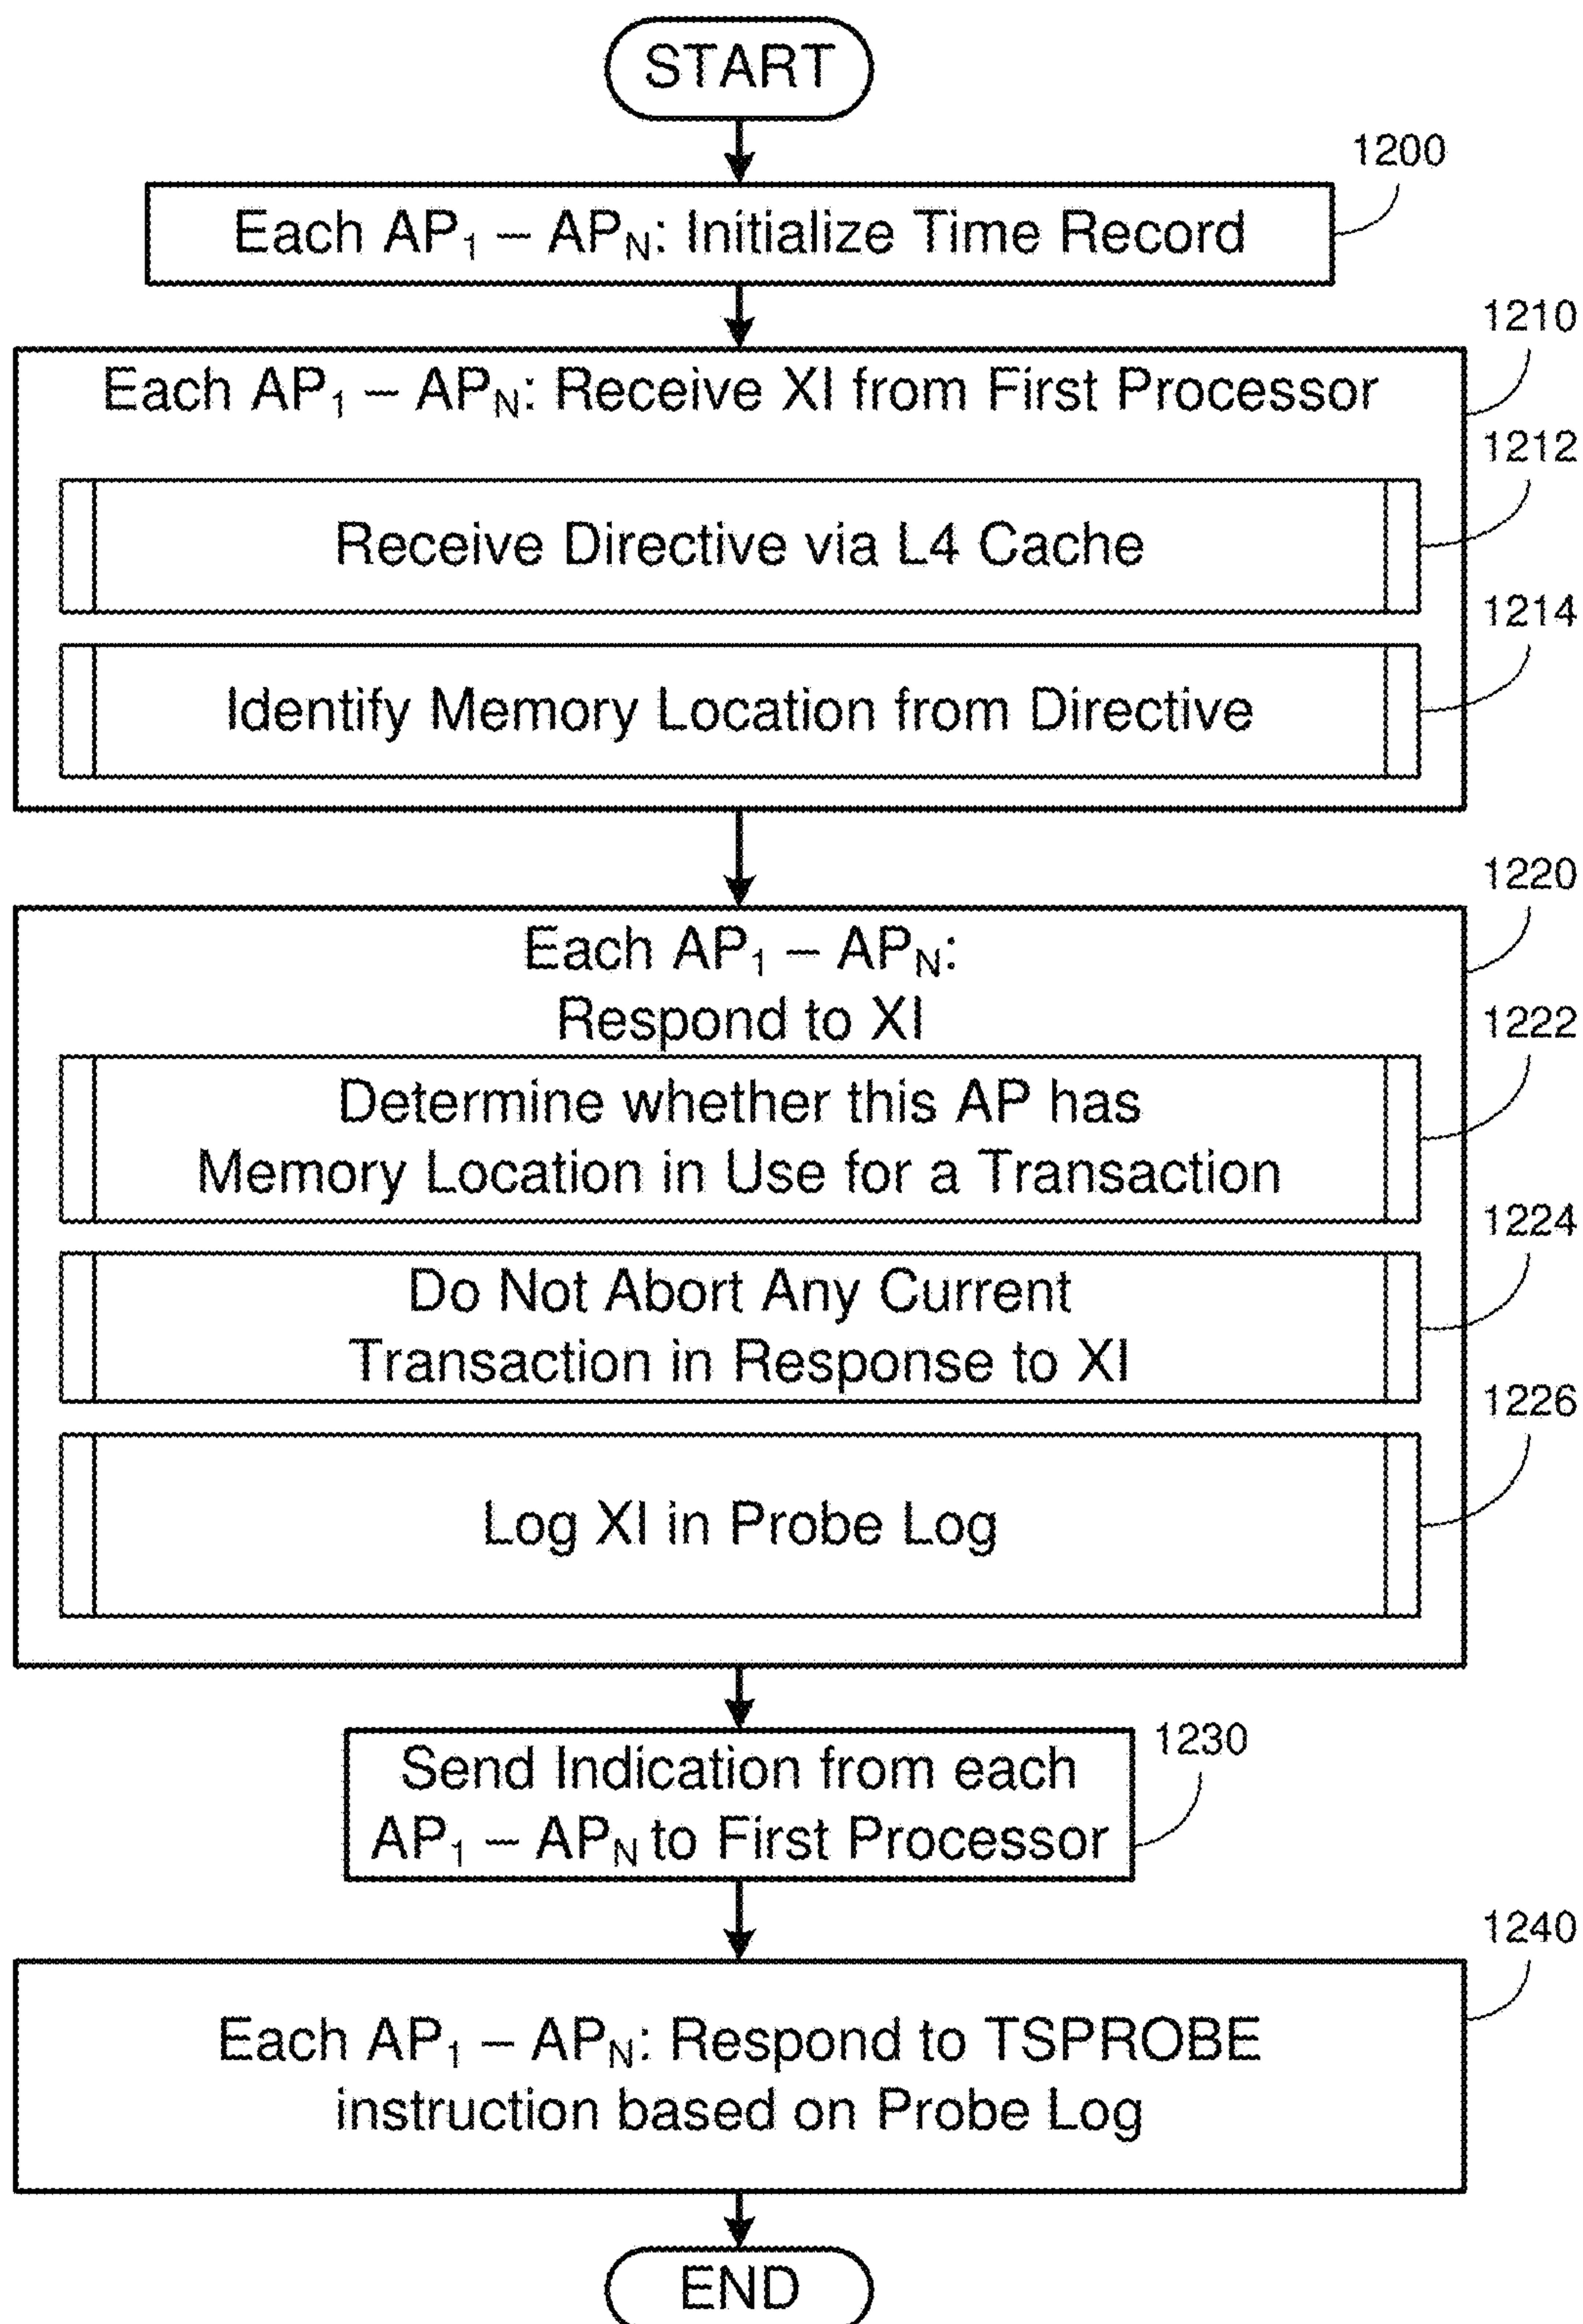 START
1200
Each AP₁ – APN: Initialize Time Record
1210
Each AP₁ – APN: Receive XI from First Processor
1212
Receive Directive via L4 Cache
1214
Identify Memory Location from Directive
1220
Each AP₁ – APN:
Respond to XI
1222
Determine whether this AP has
Memory Location in Use for a Transaction
1224
Do Not Abort Any Current
Transaction in Response to XI
1226
Log XI in Probe Log
1230
Send Indication from each
AP₁ – APN to First Processor
1240
Each AP₁ – APN: Respond to TSPROBE
instruction based on Probe Log
END